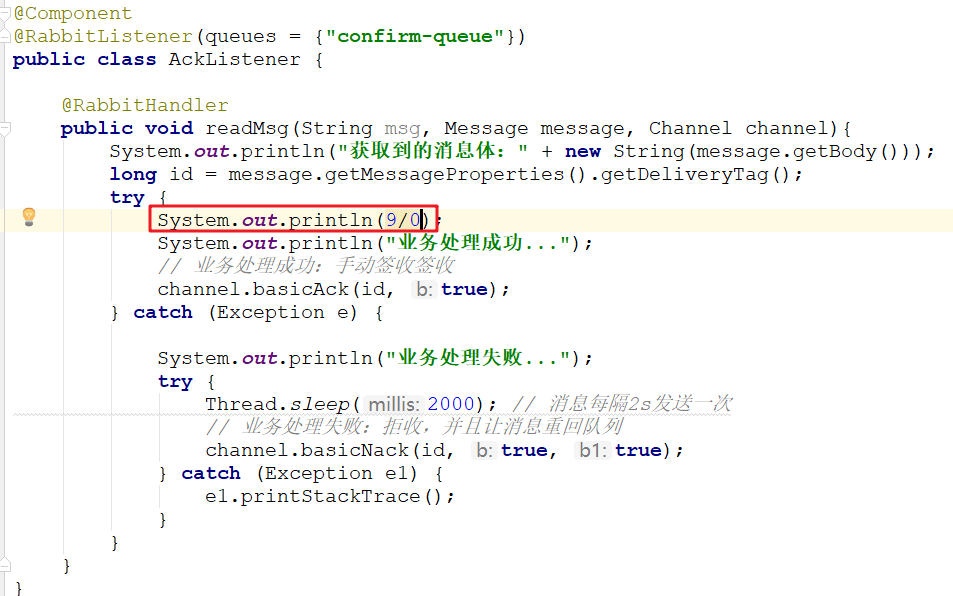 @Component
@RabbitListener(queues = {"confirm-queue"})
public class AckListener {
@RabbitHandler
public void readMsg(String msg, Message message, Channel channel){
System.out.println("获取到的消息体：" + new String(message.getBody()));
long id = message.getMessageProperties().getDeliveryTag();
try {
System.out.println(9/0);
System.out.println("业务处理成功...");
// 业务处理成功：手动签收签收
channel.basicAck(id, b: true);
} catch (Exception e) {
System.out.println("业务处理失败...");
try {
Thread.sleep( millis: 2000); // 消息每隔2s发送一次
// 业务处理失败：拒收，并且让消息重回队列
channel.basicNack(id, b: true, b1: true);
} catch (Exception e1) {
e1.printStackTrace();
}
}
}
}